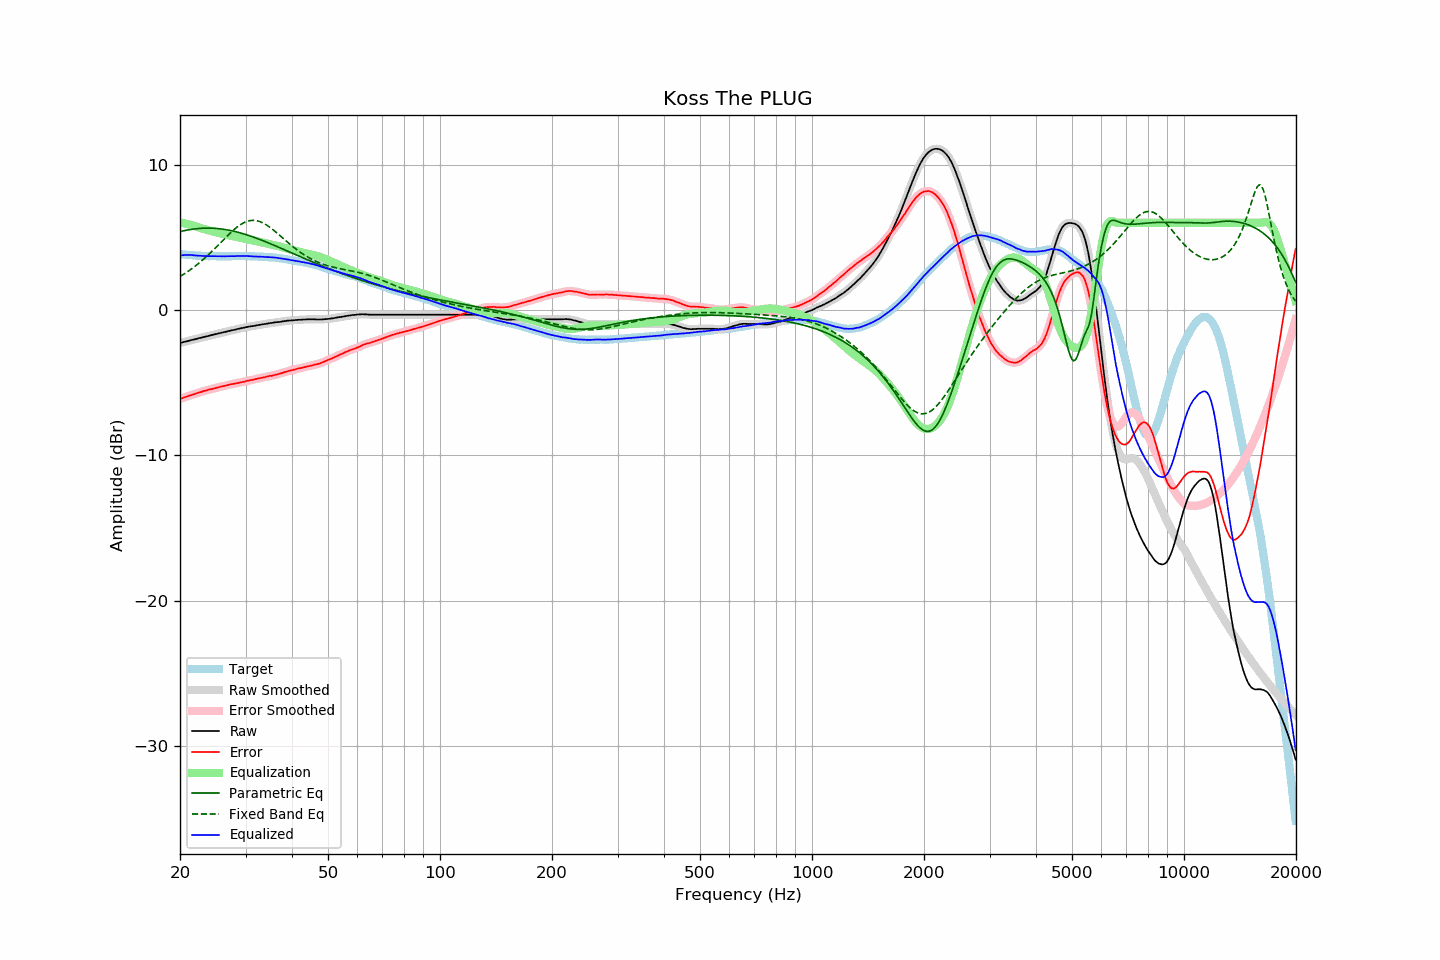 Koss The PLUG
10
0
−10
−20
−30
Amplitude (dBr)
Target
Raw Smoothed
Error Smoothed
Raw
Error
Equalization
Parametric Eq
Fixed Band Eq
Equalized
20 50 100 200 500 1000 2000 5000 10000 20000
Frequency (Hz)